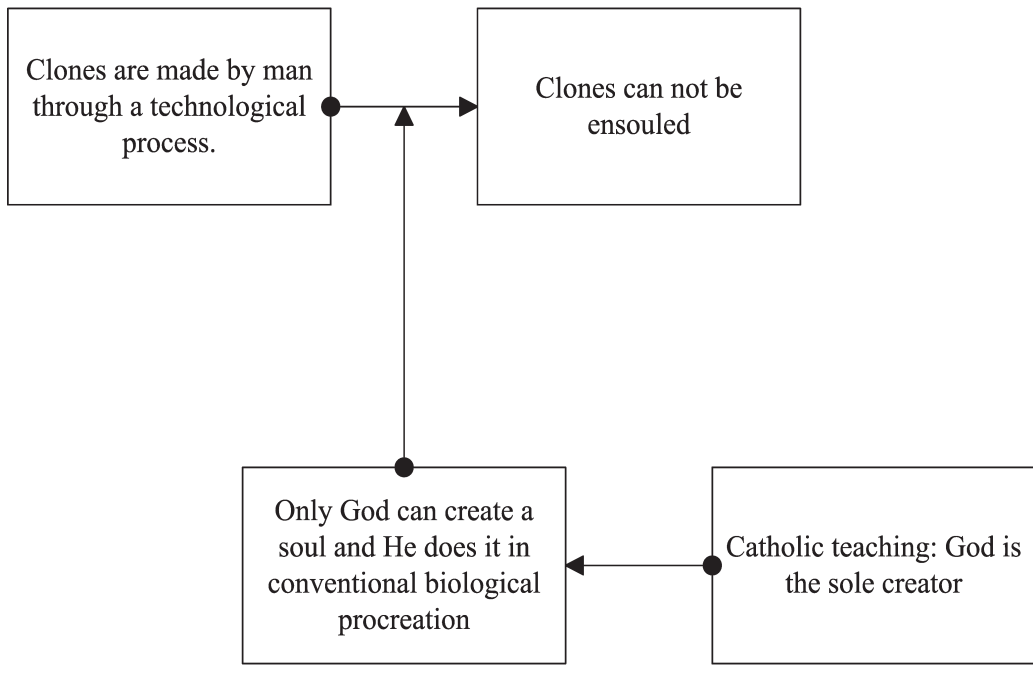 Clones are made by man
through a technological
process.
Clones can not be
ensouled
Only God can create a
soul and He does it in
conventional biological
procreation
Catholic teaching: God is
the sole creator